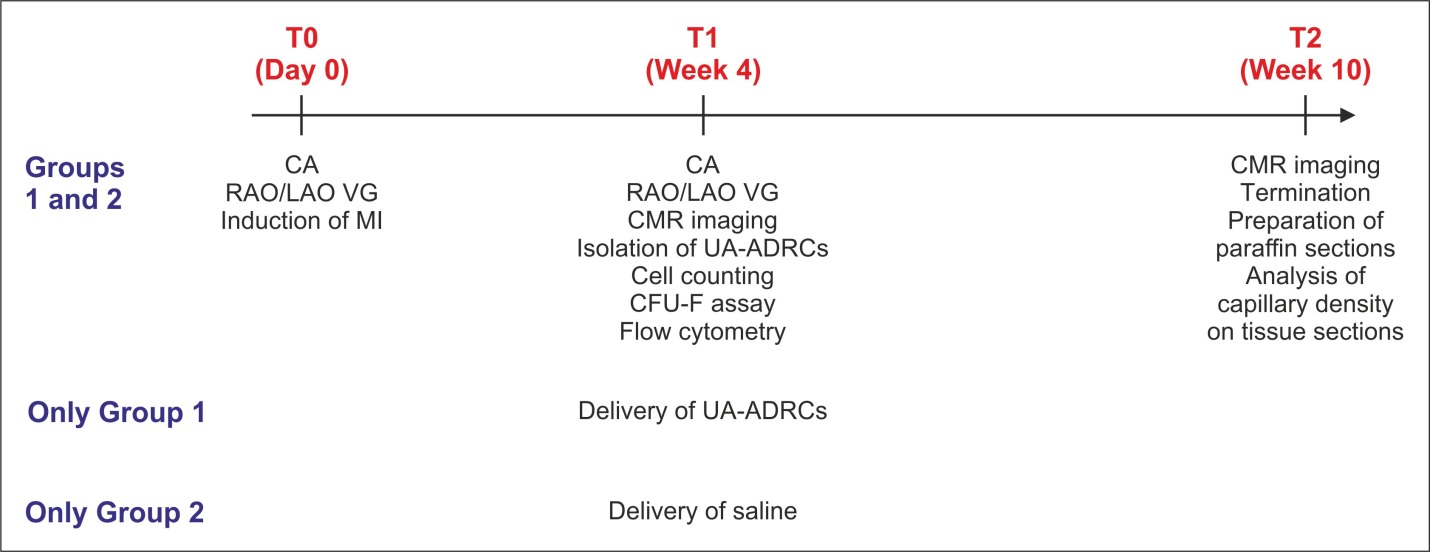 T0
(Day 0)
T1
(Week 4)
T2
(Week 10)
Groups
1 and 2
CA
RAO/LAO VG
Induction of MI
CA
RAO/LAO VG
CMR imaging
Isolation of UA-ADRCs
Cell counting
CFU-F assay
Flow cytometry
CMR imaging
Termination
Preparation of
paraffin sections
Analysis of
capillary density
on tissue sections
Only Group 1
Delivery of UA-ADRCs
Only Group 2
Delivery of saline